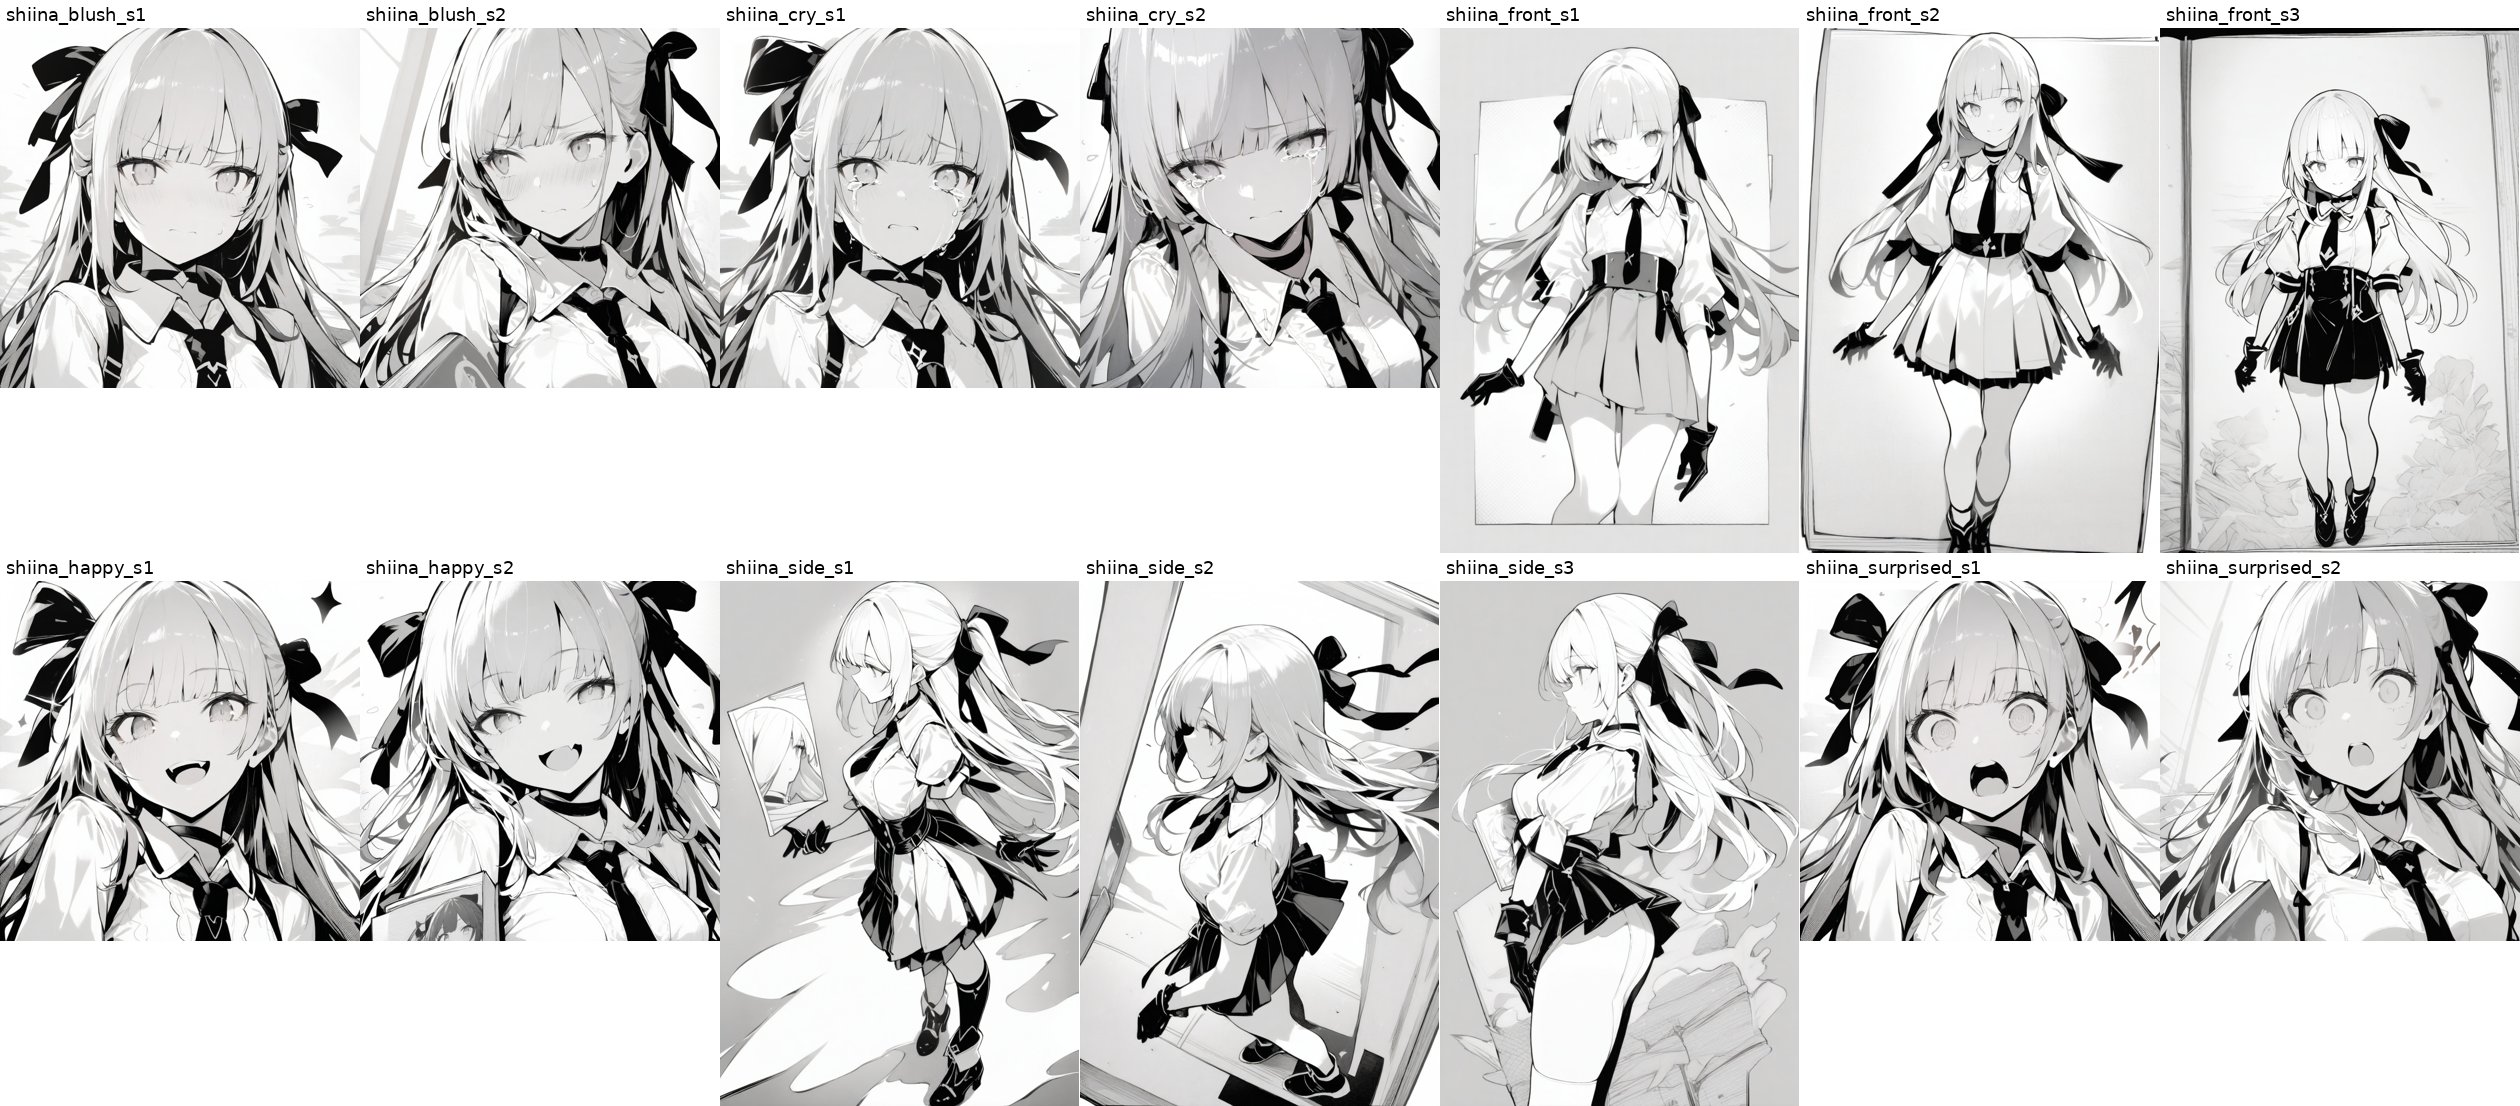 shiina_blush_s1
shiina_blush_s2
shiina_cry_s1
shiina_cry_s2
shiina_front_s1
shiina_front_s2
shiina_front_s3
shiina_happy_s1
shiina_happy_s2
shiina_side_s1
shiina_side_s2
shiina_side_s3
shiina_surprised_s1
shiina_surprised_s2